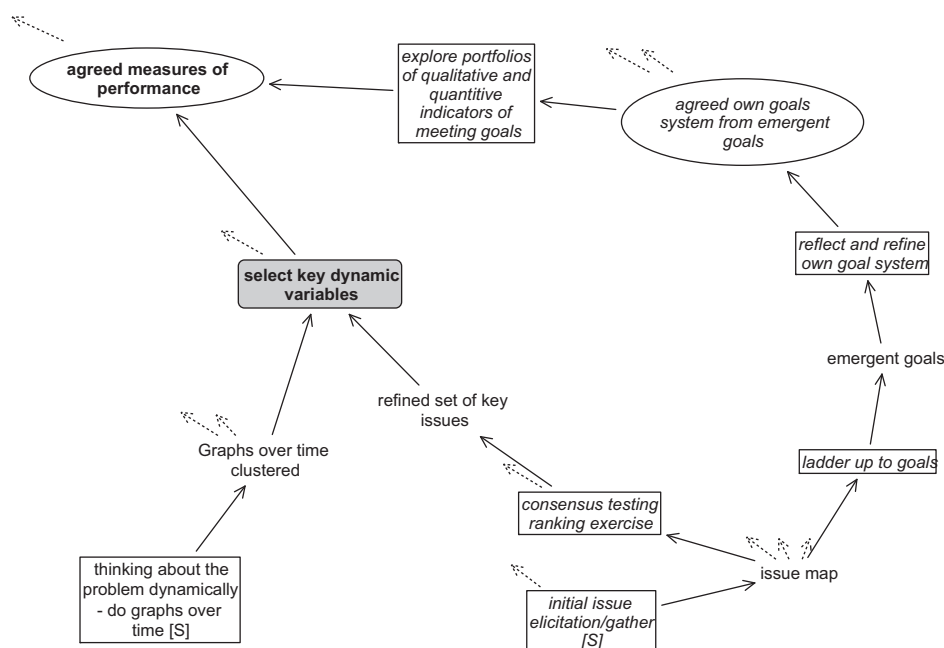 agreed measures of
performance
explore portfolios
of qualitative and
quantitive
indicators of
meeting goals
agreed own goals
system from emergent
goals
reflect and refine
own goal system
select key dynamic
variables
emergent goals
refined set of key
issues
Graphs over time
clustered
ladder up to goals
consensus testing
ranking exercise
thinking about the
problem dynamically
- do graphs over
time [S]
issue map
initial issue
elicitation/gather
[S]